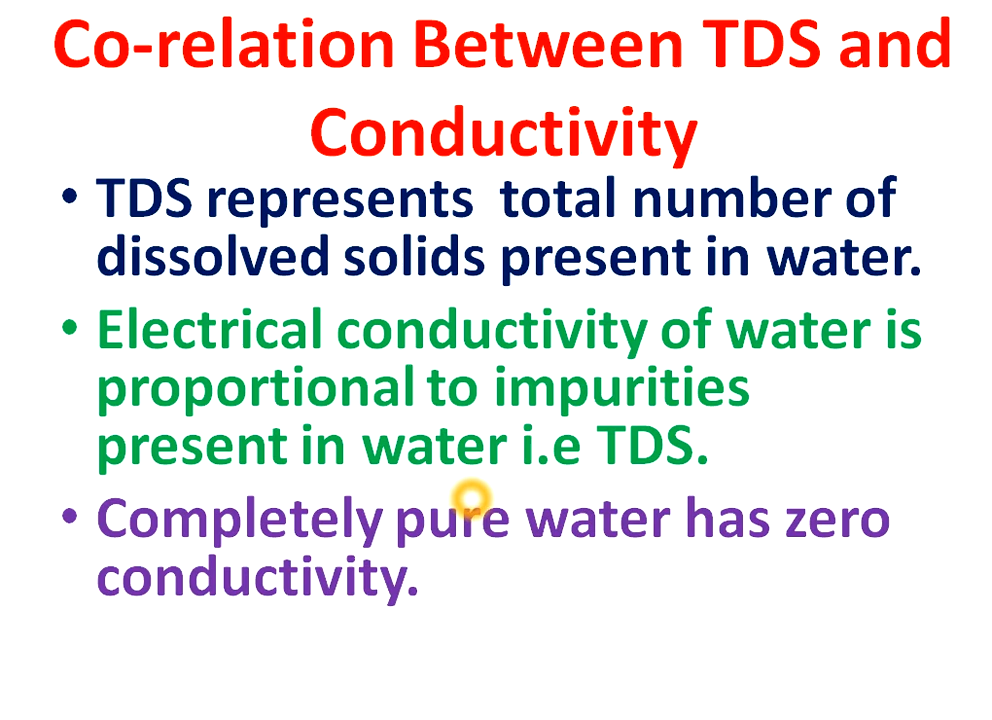 Co-relation Between TDS and
Conductivity
• TDS represents total number of
dissolved solids present in water.
• Electrical conductivity of water is
proportional to impurities
present in water i.e TDS.
• Completely pure water has zero
conductivity.